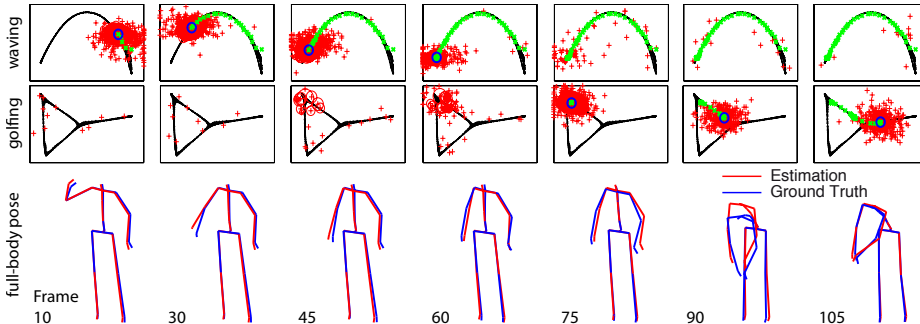 waving
golfing
full-body pose
Estimation
Ground Truth
Frame
10 30 45 60 75 90 105